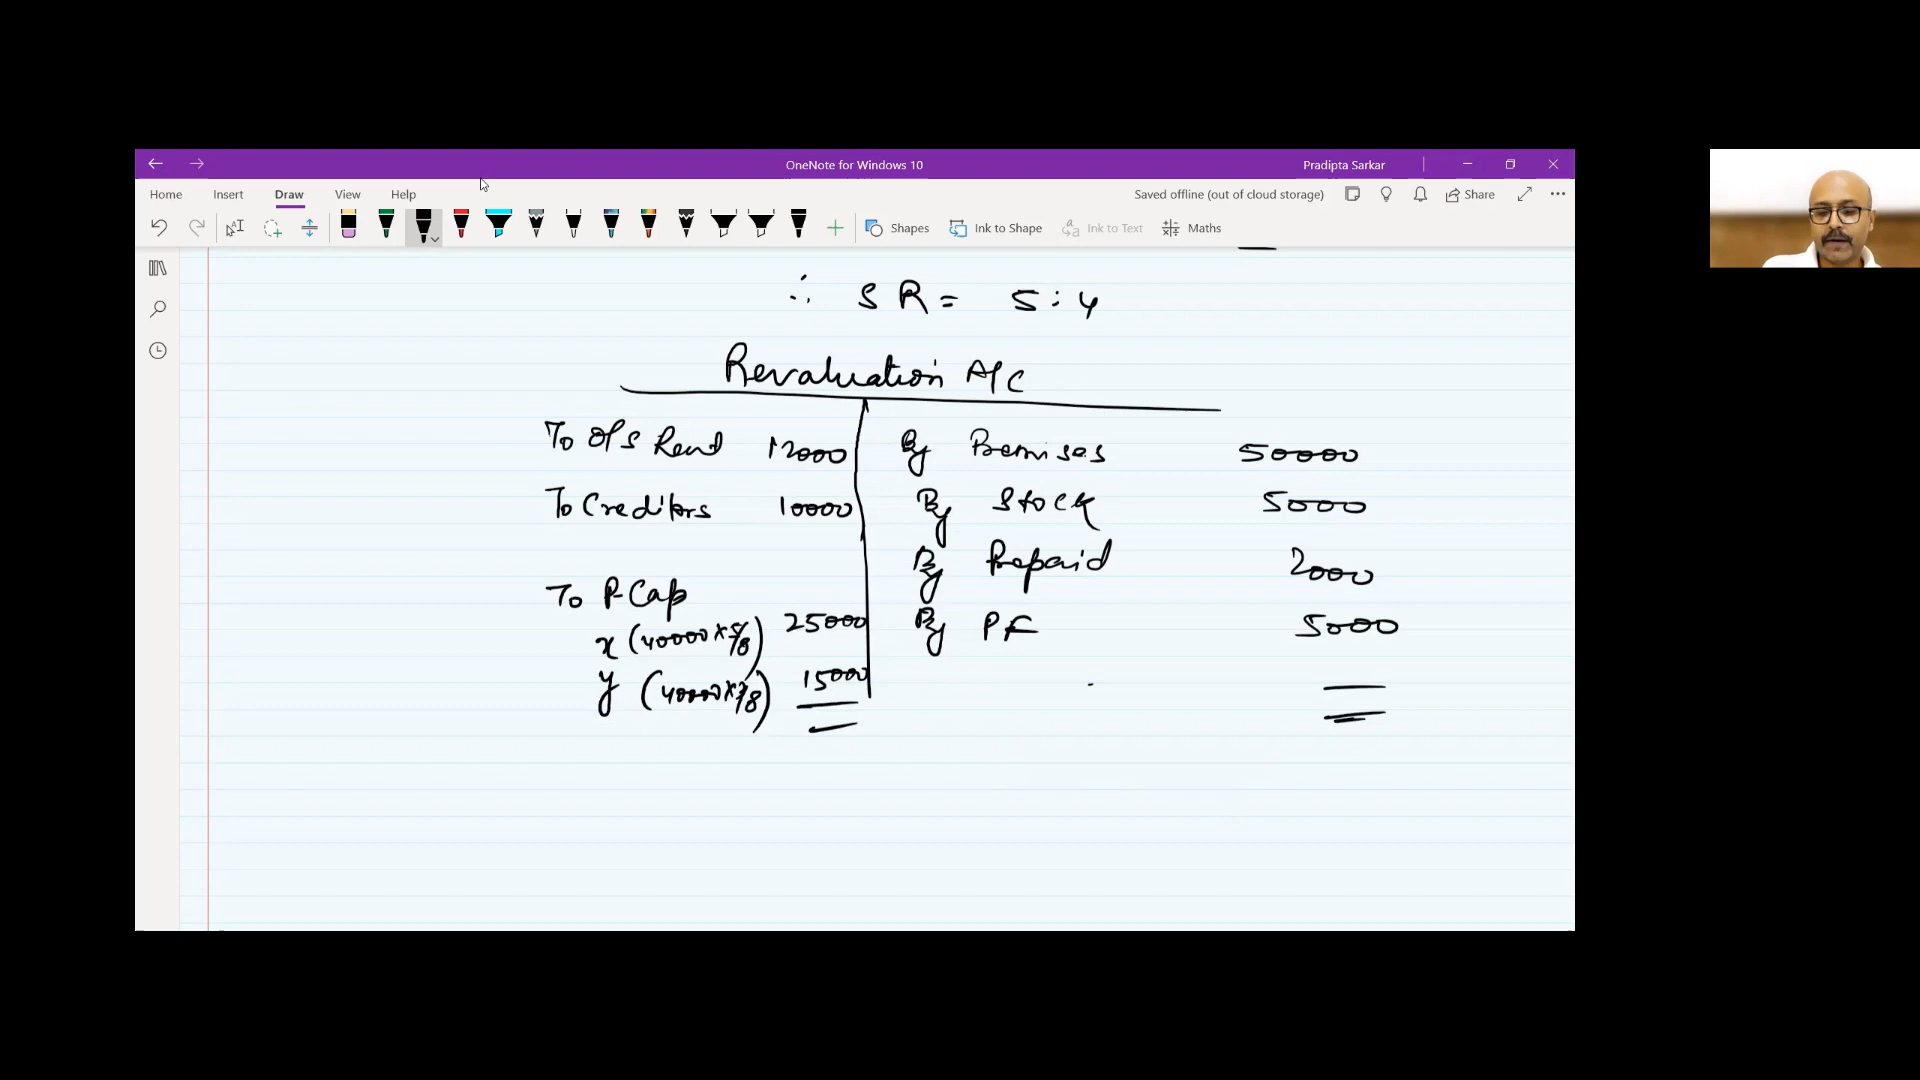 OneNote for Windows 10
Pradipta Sarkar
Home Insert Draw View Help
Saved offline (out of cloud storage) Share
Shapes Ink to Shape Ink to Text Maths
∴ SR = 5:4
Revaluation A/C
To O/S Rent 12000 By Premises 50000
To Creditors 10000 By Stock 5000
By Prepaid 2000
To P Cap
x (40000 x 5/8) 25000 By PF 5000
y (40000 x 3/8) 15000